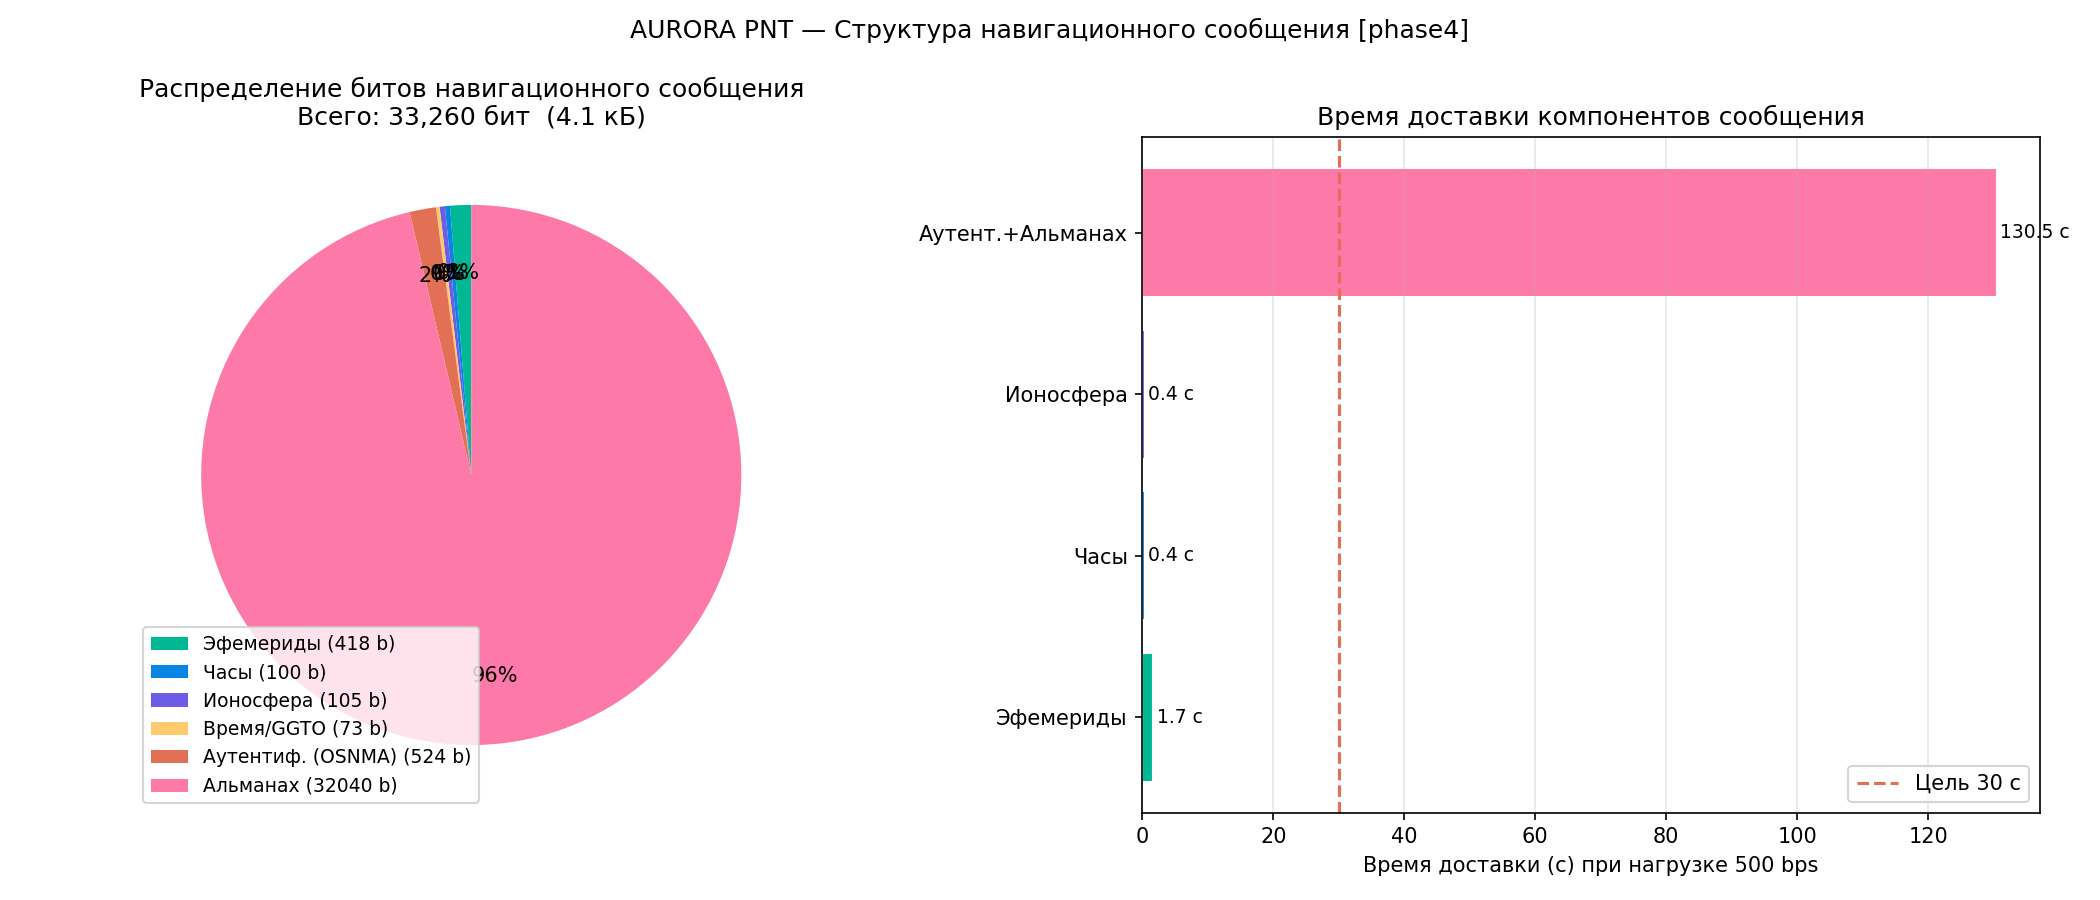 AURORA PNT — Структура навигационного сообщения [phase4]
Распределение битов навигационного сообщения
Всего: 33,260 бит  (4.1 кБ)
2%
96%
Эфемериды (418 b)
Часы (100 b)
Ионосфера (105 b)
Время/GGTO (73 b)
Аутентиф. (OSNMA) (524 b)
Альманах (32040 b)
Время доставки компонентов сообщения
Аутент.+Альманах
130.5 с
Ионосфера
0.4 с
Часы
0.4 с
Эфемериды
1.7 с
Цель 30 с
0 20 40 60 80 100 120
Время доставки (с) при нагрузке 500 bps